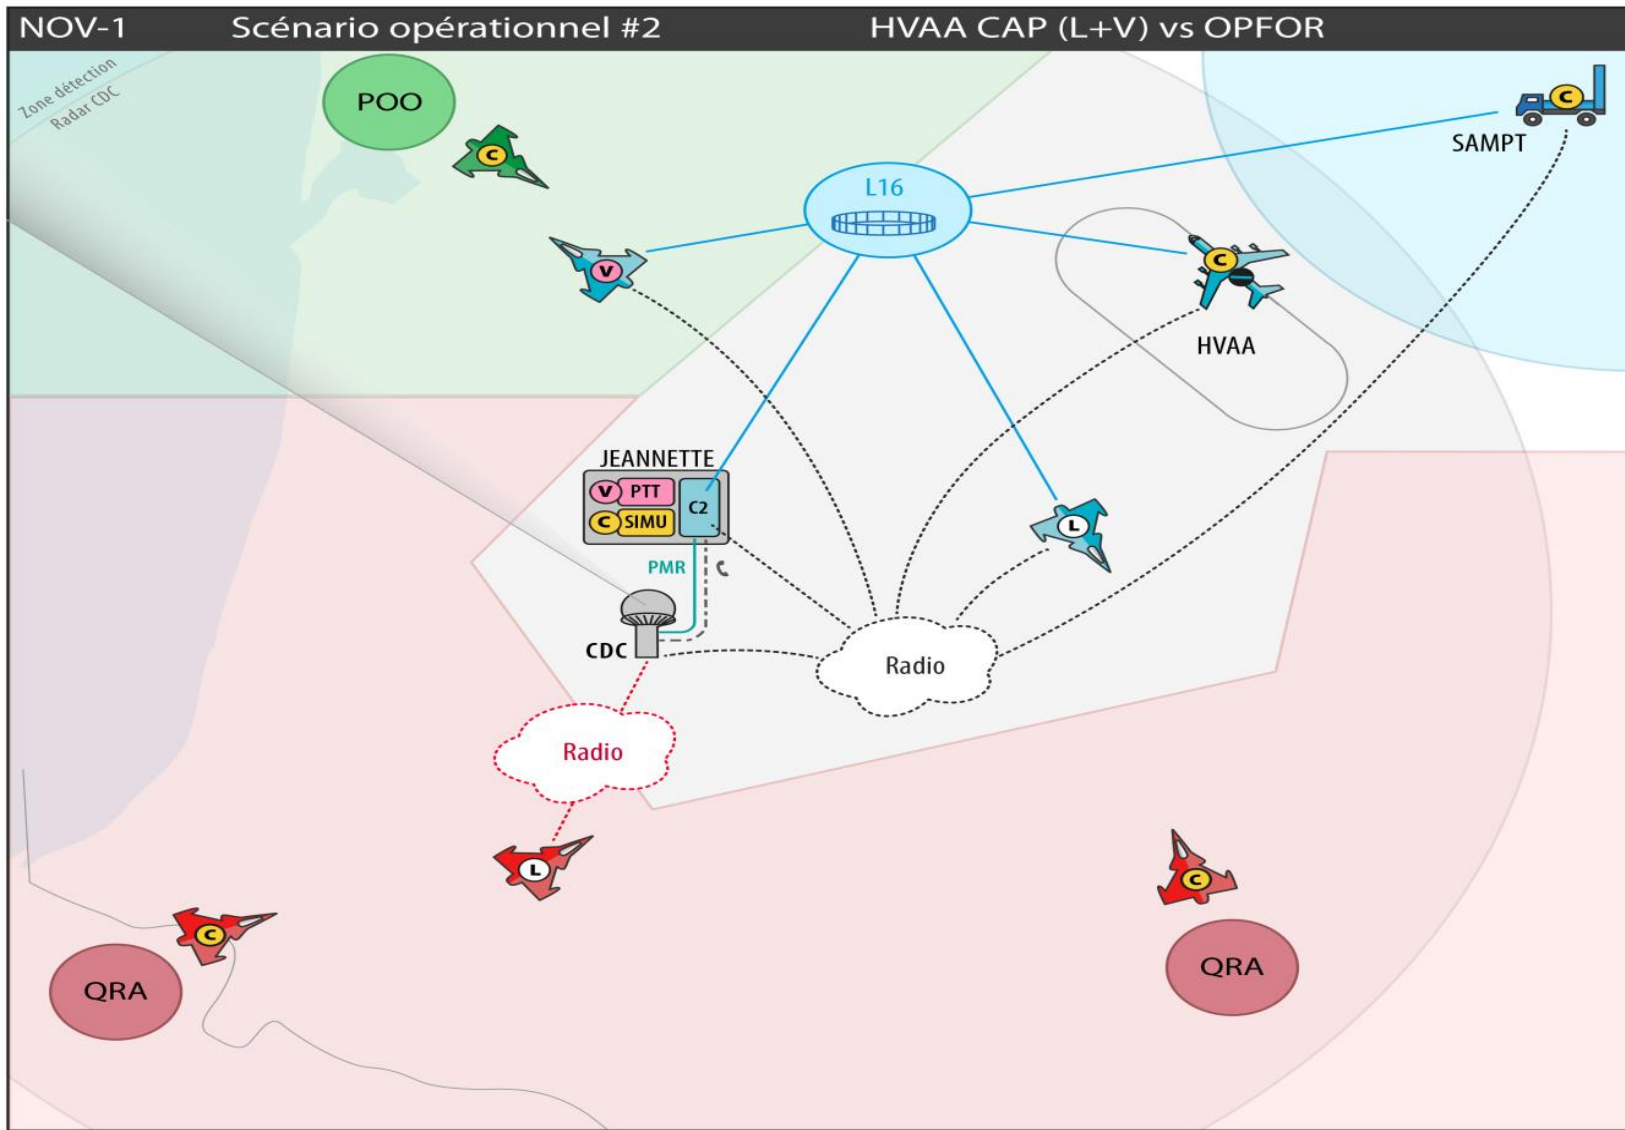 NOV-1 Scénario opérationnel #2 HVAA CAP (L+V) vs OPFOR
Zone détection
Radar CDC
POO
C
C
SAMPT
L16
V
C
HVAA
JEANNETTE
V PTT
C2
C SIMU
L
PMR
CDC
Radio
Radio
L
C
C
QRA
QRA